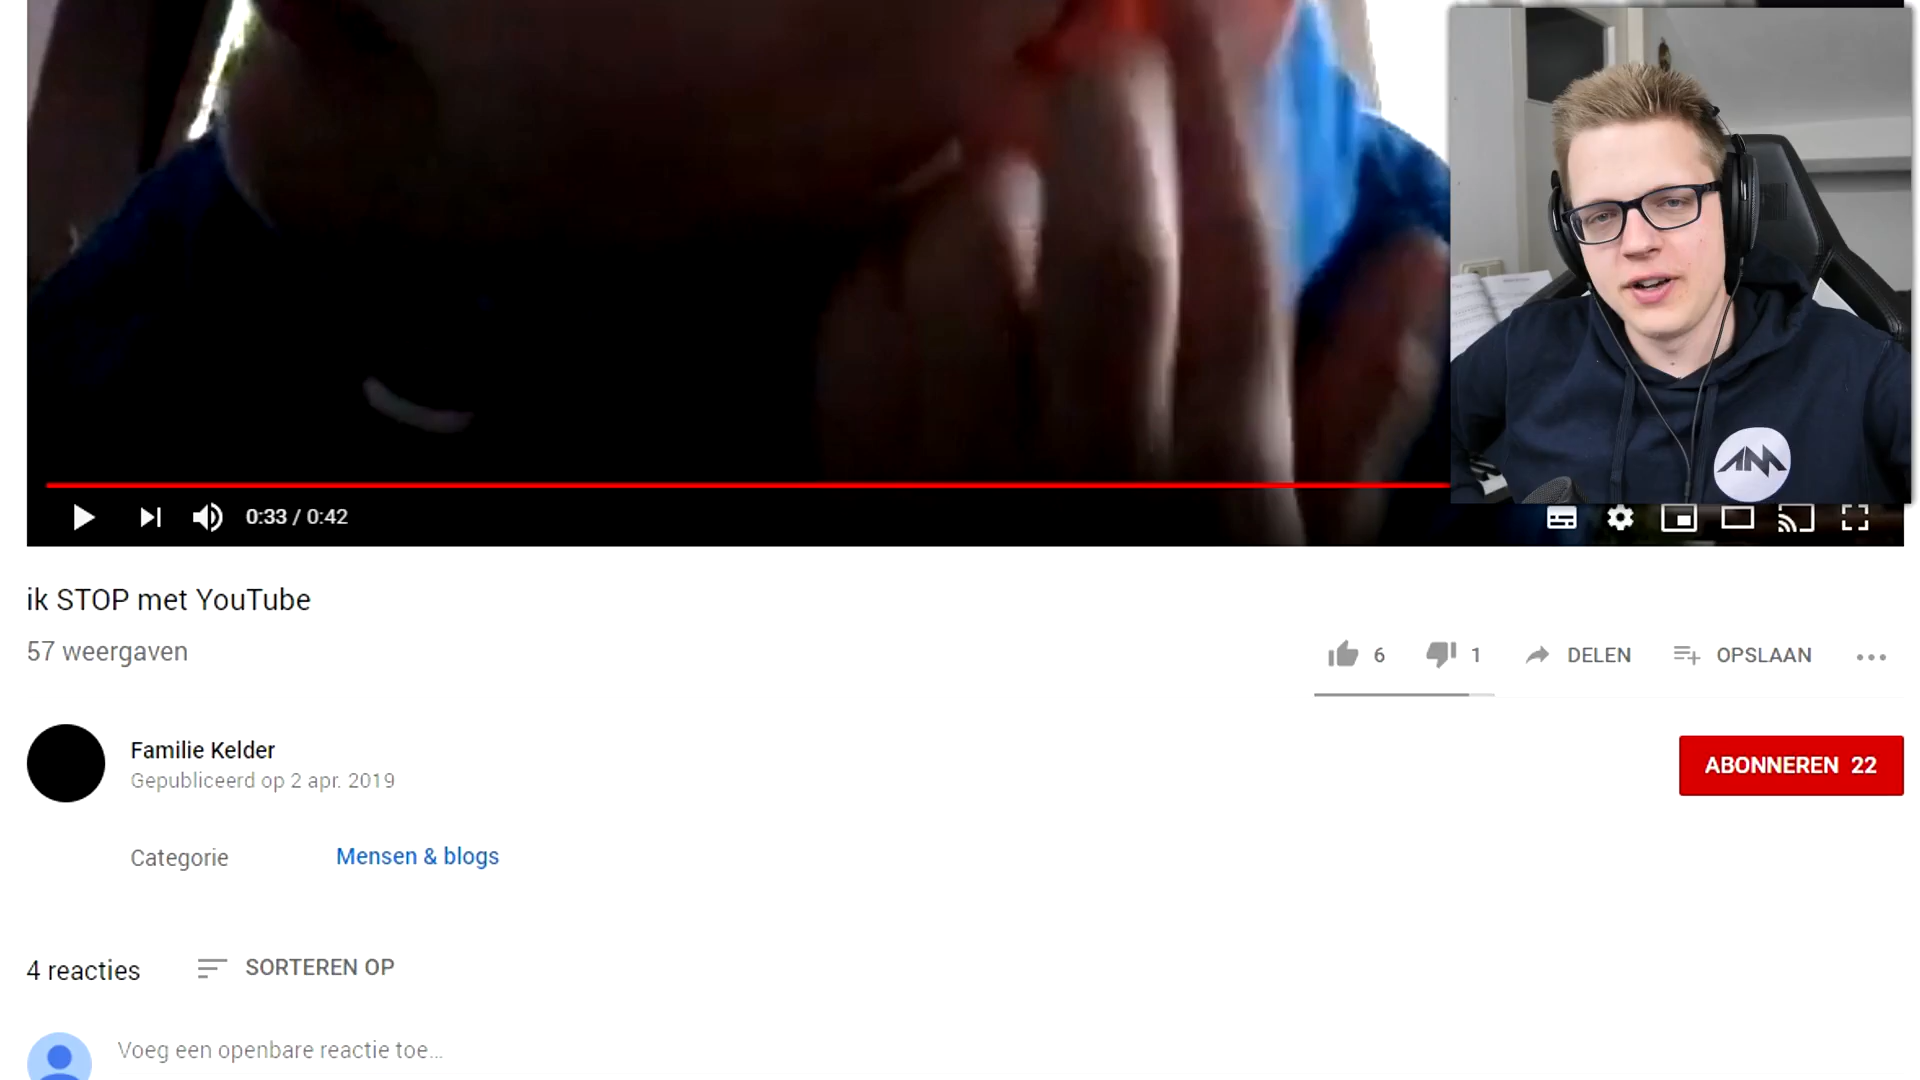 0:33 / 0:42
ik STOP met YouTube
57 weergaven
6
1
DELEN
OPSLAAN
Familie Kelder
Gepubliceerd op 2 apr. 2019
ABONNEREN 22
Categorie
Mensen & blogs
4 reacties
SORTEREN OP
Voeg een openbare reactie toe...